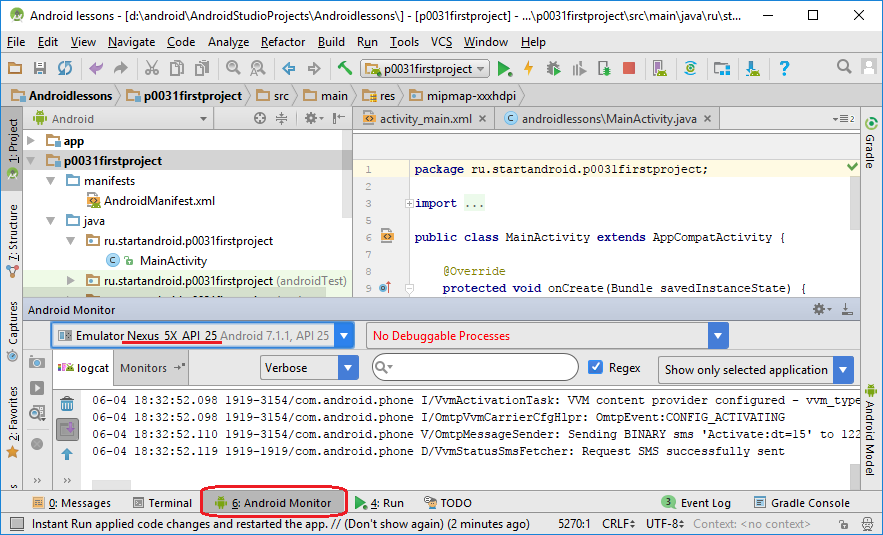 Android lessons - [d:\android\AndroidStudioProjects\Androidlessons\] - [p0031firstproject] - ...\p0031firstproject\src\main\java\ru\st...
File Edit View Navigate Code Analyze Refactor Build Run Tools VCS Window Help
p0031firstproject
Androidlessons p0031firstproject src main res mipmap-xxxhdpi
1: Project
7: Structure
Captures
2: Favorites
Android
app
p0031firstproject
manifests
AndroidManifest.xml
java
ru.startandroid.p0031firstproject
MainActivity
ru.startandroid.p0031firstproject (androidTest)
activity_main.xml androidlessons\MainActivity.java 2
1 package ru.startandroid.p0031firstproject;
2
3 import ...
5
6 public class MainActivity extends AppCompatActivity {
7
8 @Override
9 protected void onCreate(Bundle savedInstanceState) {
Gradle
Android Model
Android Monitor
Emulator Nexus_5X_API_25 Android 7.1.1, API 25 No Debuggable Processes
logcat Monitors Verbose Regex Show only selected application
06-04 18:32:52.098 1919-3154/com.android.phone I/VvmActivationTask: VVM content provider configured - vvm_type
06-04 18:32:52.098 1919-3154/com.android.phone I/OmtpVvmCarrierCfgHlpr: OmtpEvent:CONFIG_ACTIVATING
06-04 18:32:52.110 1919-3154/com.android.phone V/OmtpMessageSender: Sending BINARY sms 'Activate:dt=15' to 122
06-04 18:32:52.119 1919-1919/com.android.phone D/VvmStatusSmsFetcher: Request SMS successfully sent
0: Messages Terminal 6: Android Monitor 4: Run TODO 3 Event Log Gradle Console
Instant Run applied code changes and restarted the app. // (Don't show again) (2 minutes ago) 5270:1 CRLF UTF-8 Context: <no context>